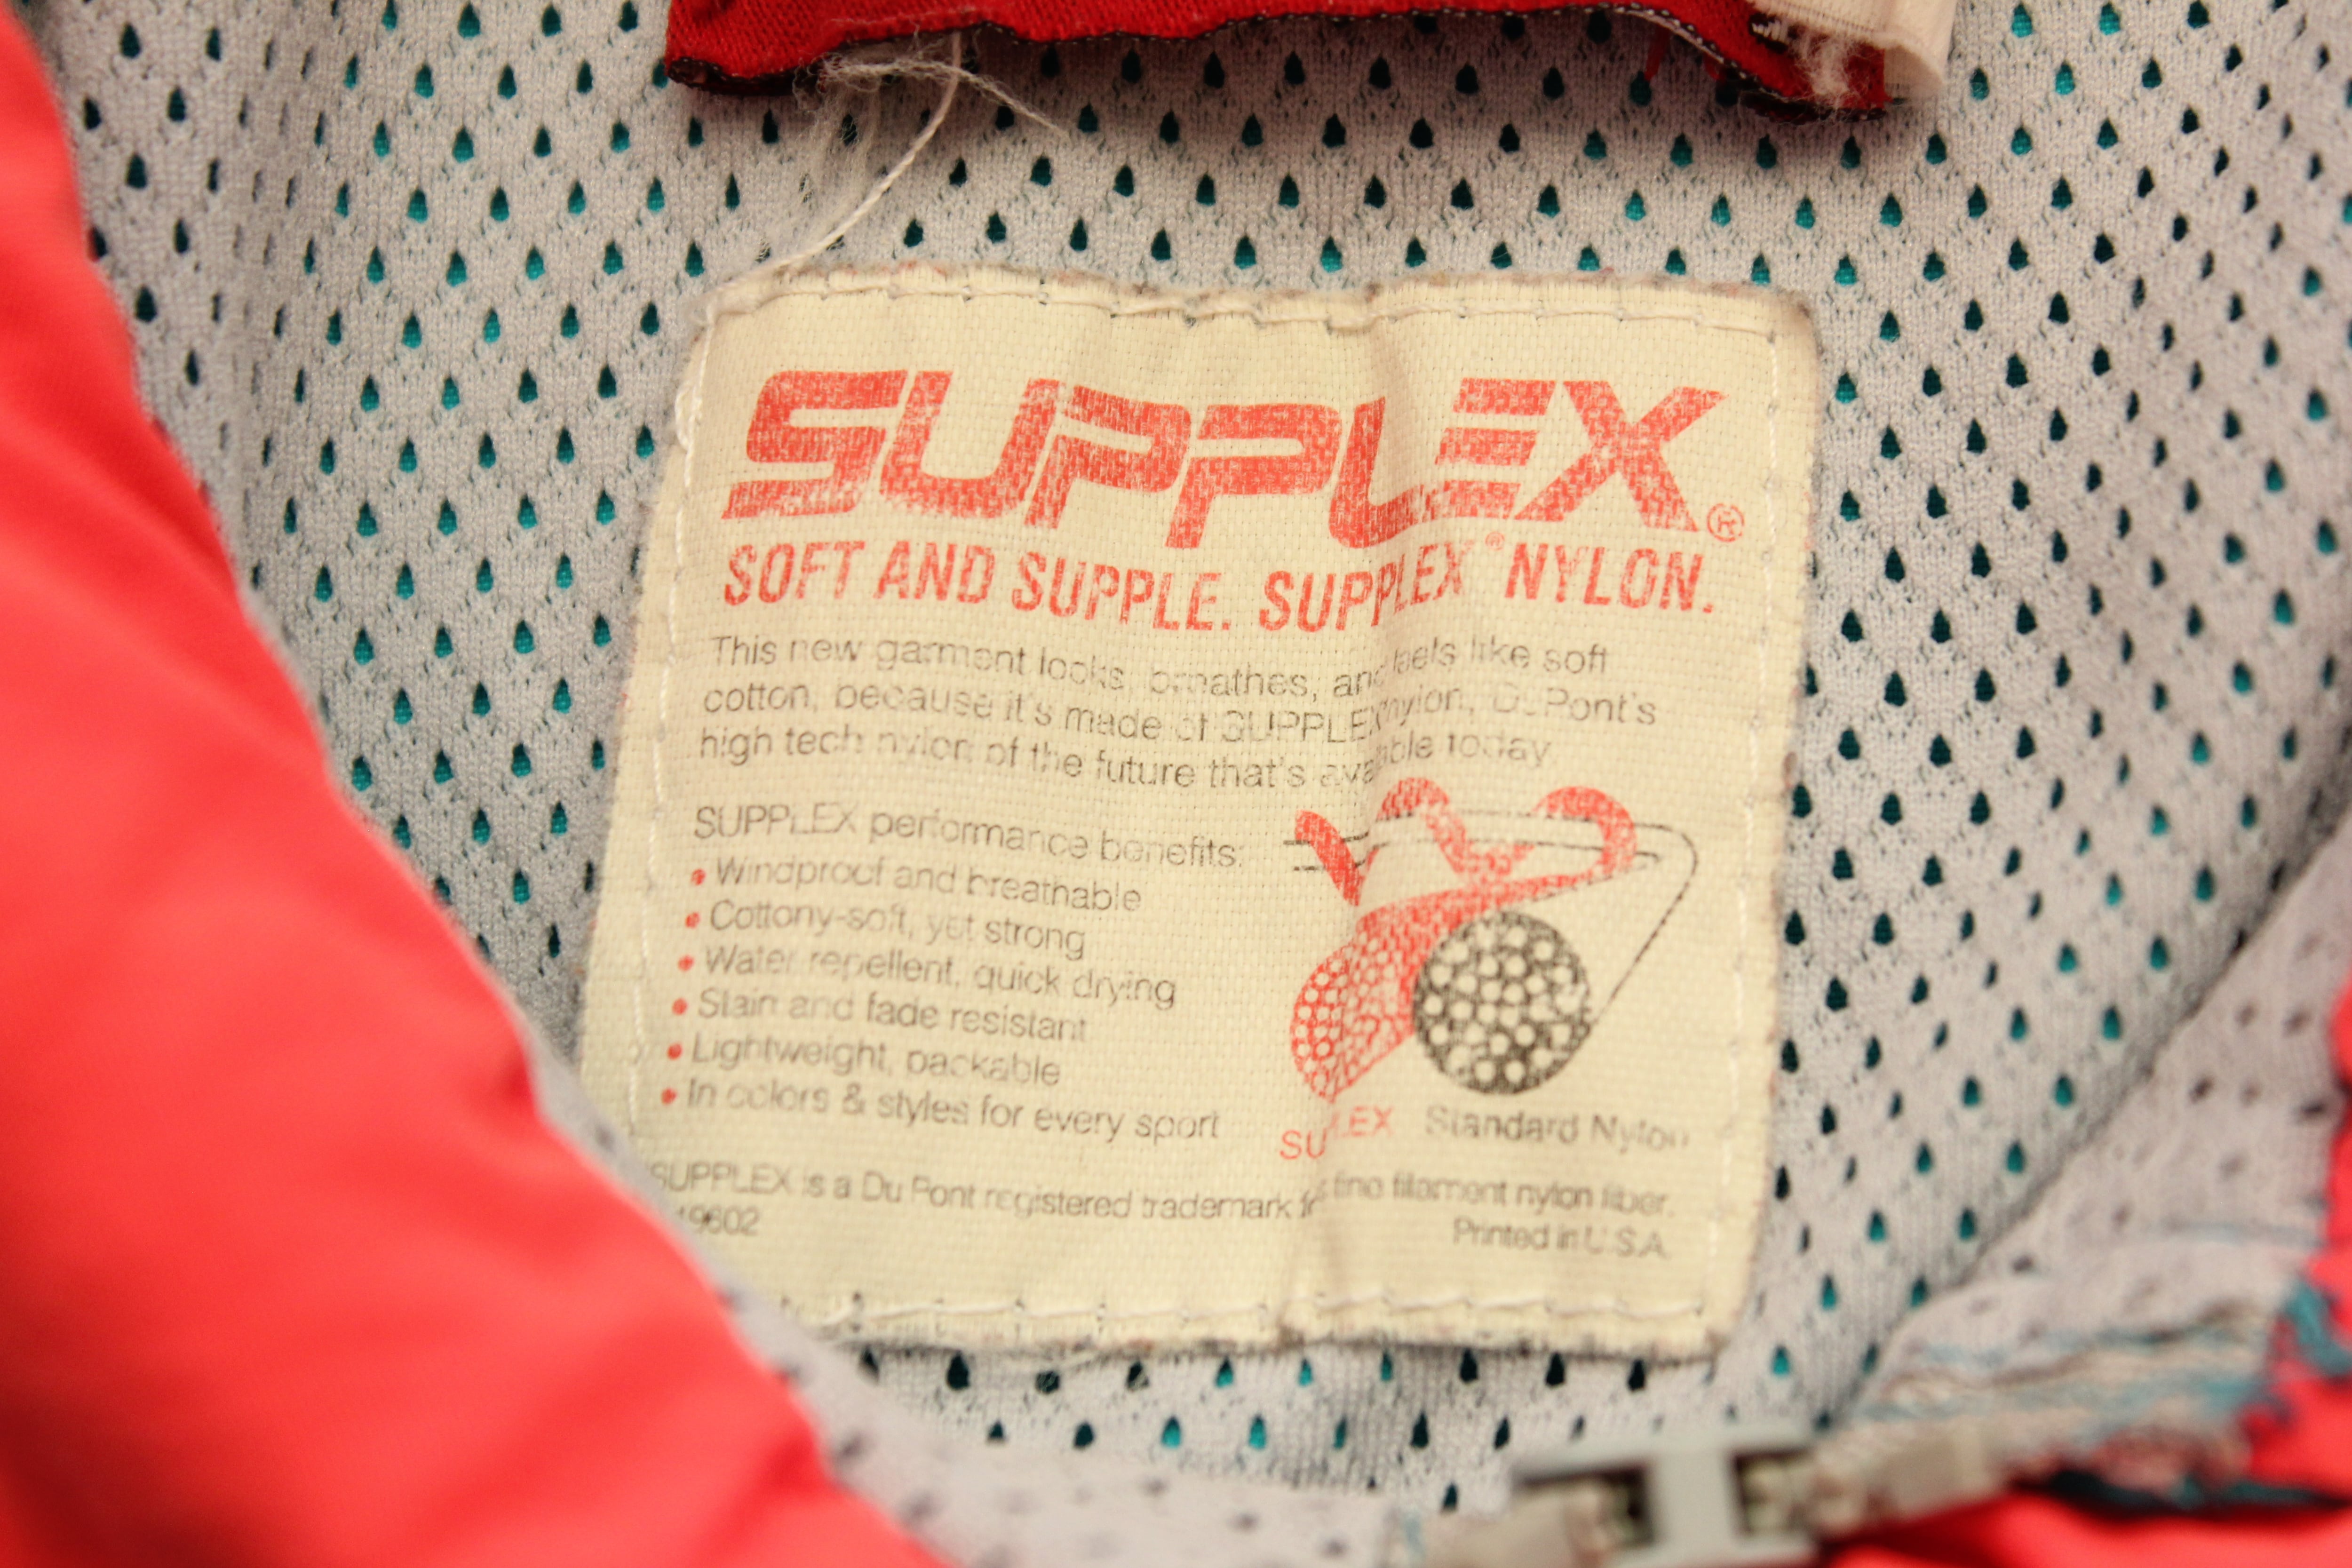 SUPPLEX®
SOFT AND SUPPLE. SUPPLEX® NYLON.
This new garment looks, breathes, and feels like soft
cotton, because it's made of SUPPLEX nylon, DuPont's
high tech nylon of the future that's available today
SUPPLEX performance benefits:
• Windproof and breathable
• Cottony-soft, yet strong
• Water repellent, quick drying
• Stain and fade resistant
• Lightweight, packable
• In colors & styles for every sport
SUPPLEX Standard Nylon
SUPPLEX is a Du Pont registered trademark for its fine filament nylon fiber.
Printed in U.S.A.